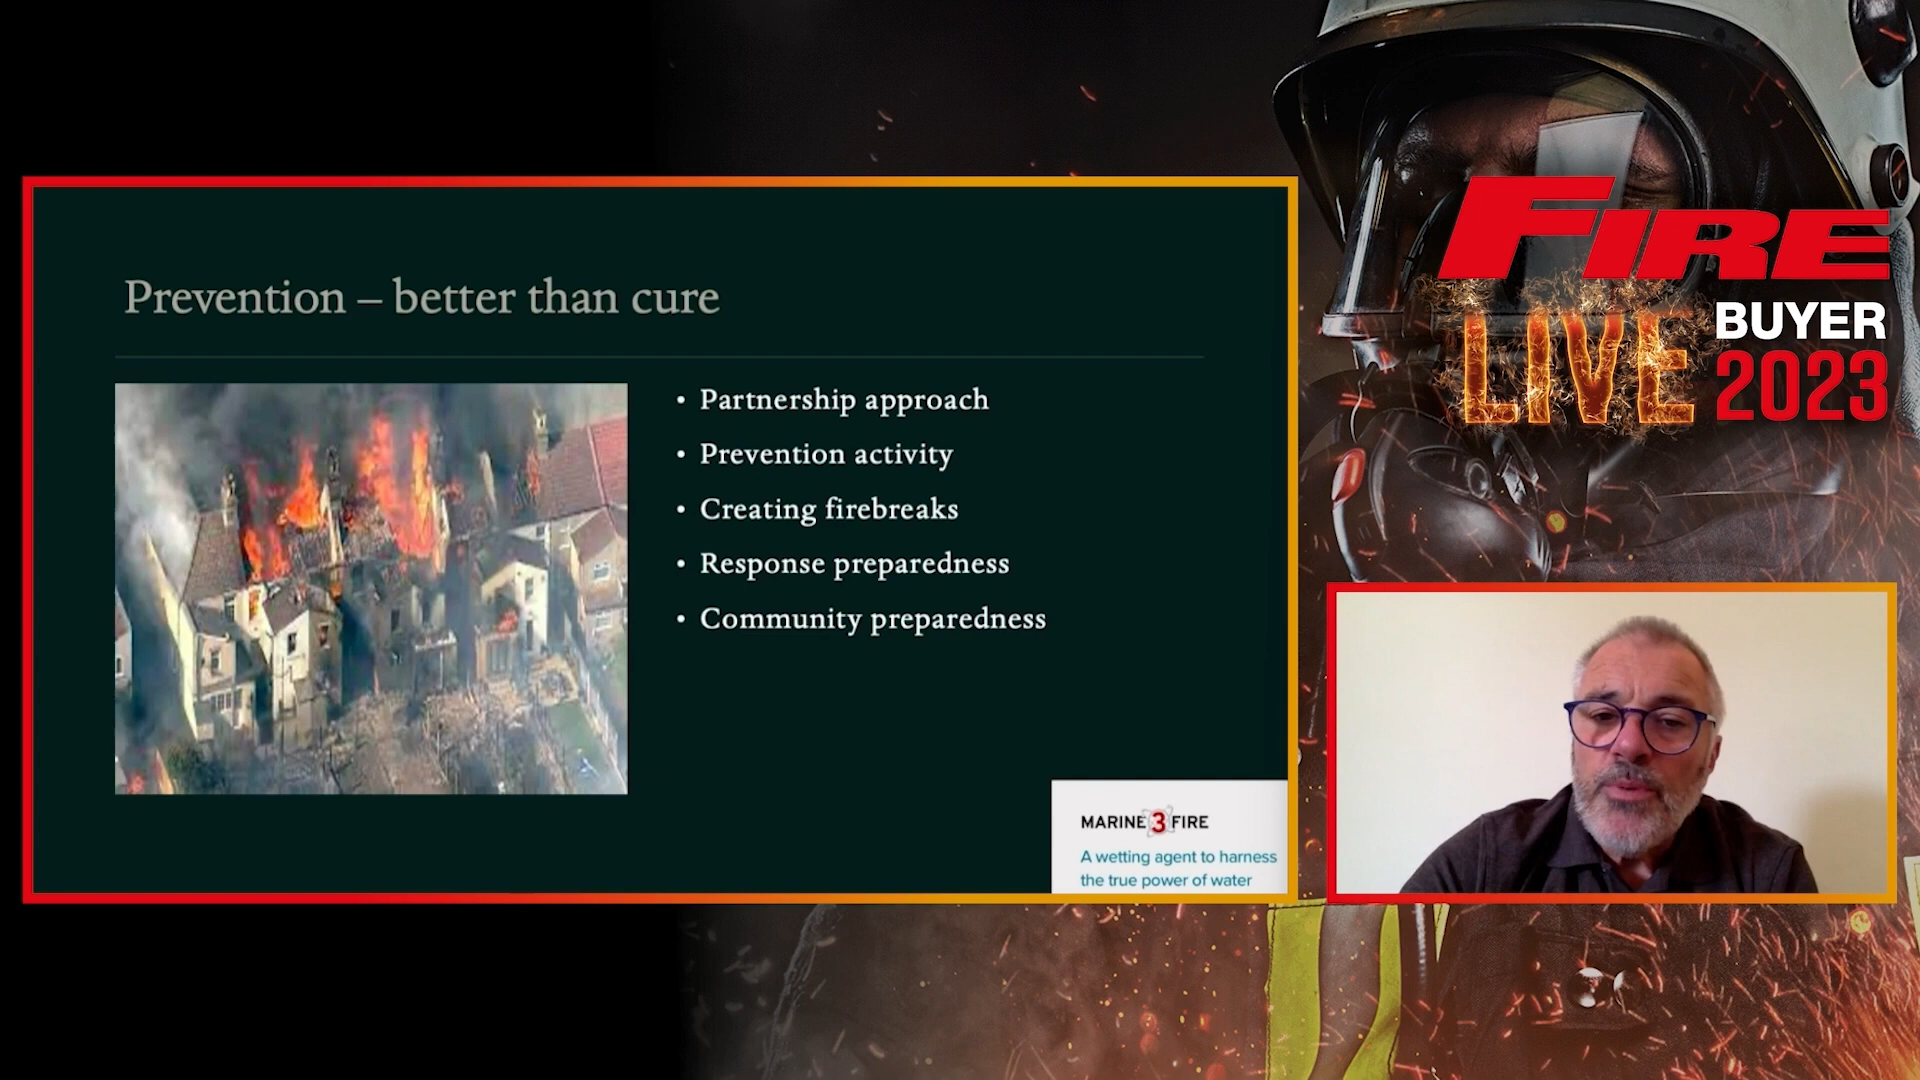 Prevention – better than cure
• Partnership approach
• Prevention activity
• Creating firebreaks
• Response preparedness
• Community preparedness
MARINE 3 FIRE
A wetting agent to harness
the true power of water
FIRE
LIVE BUYER
2023